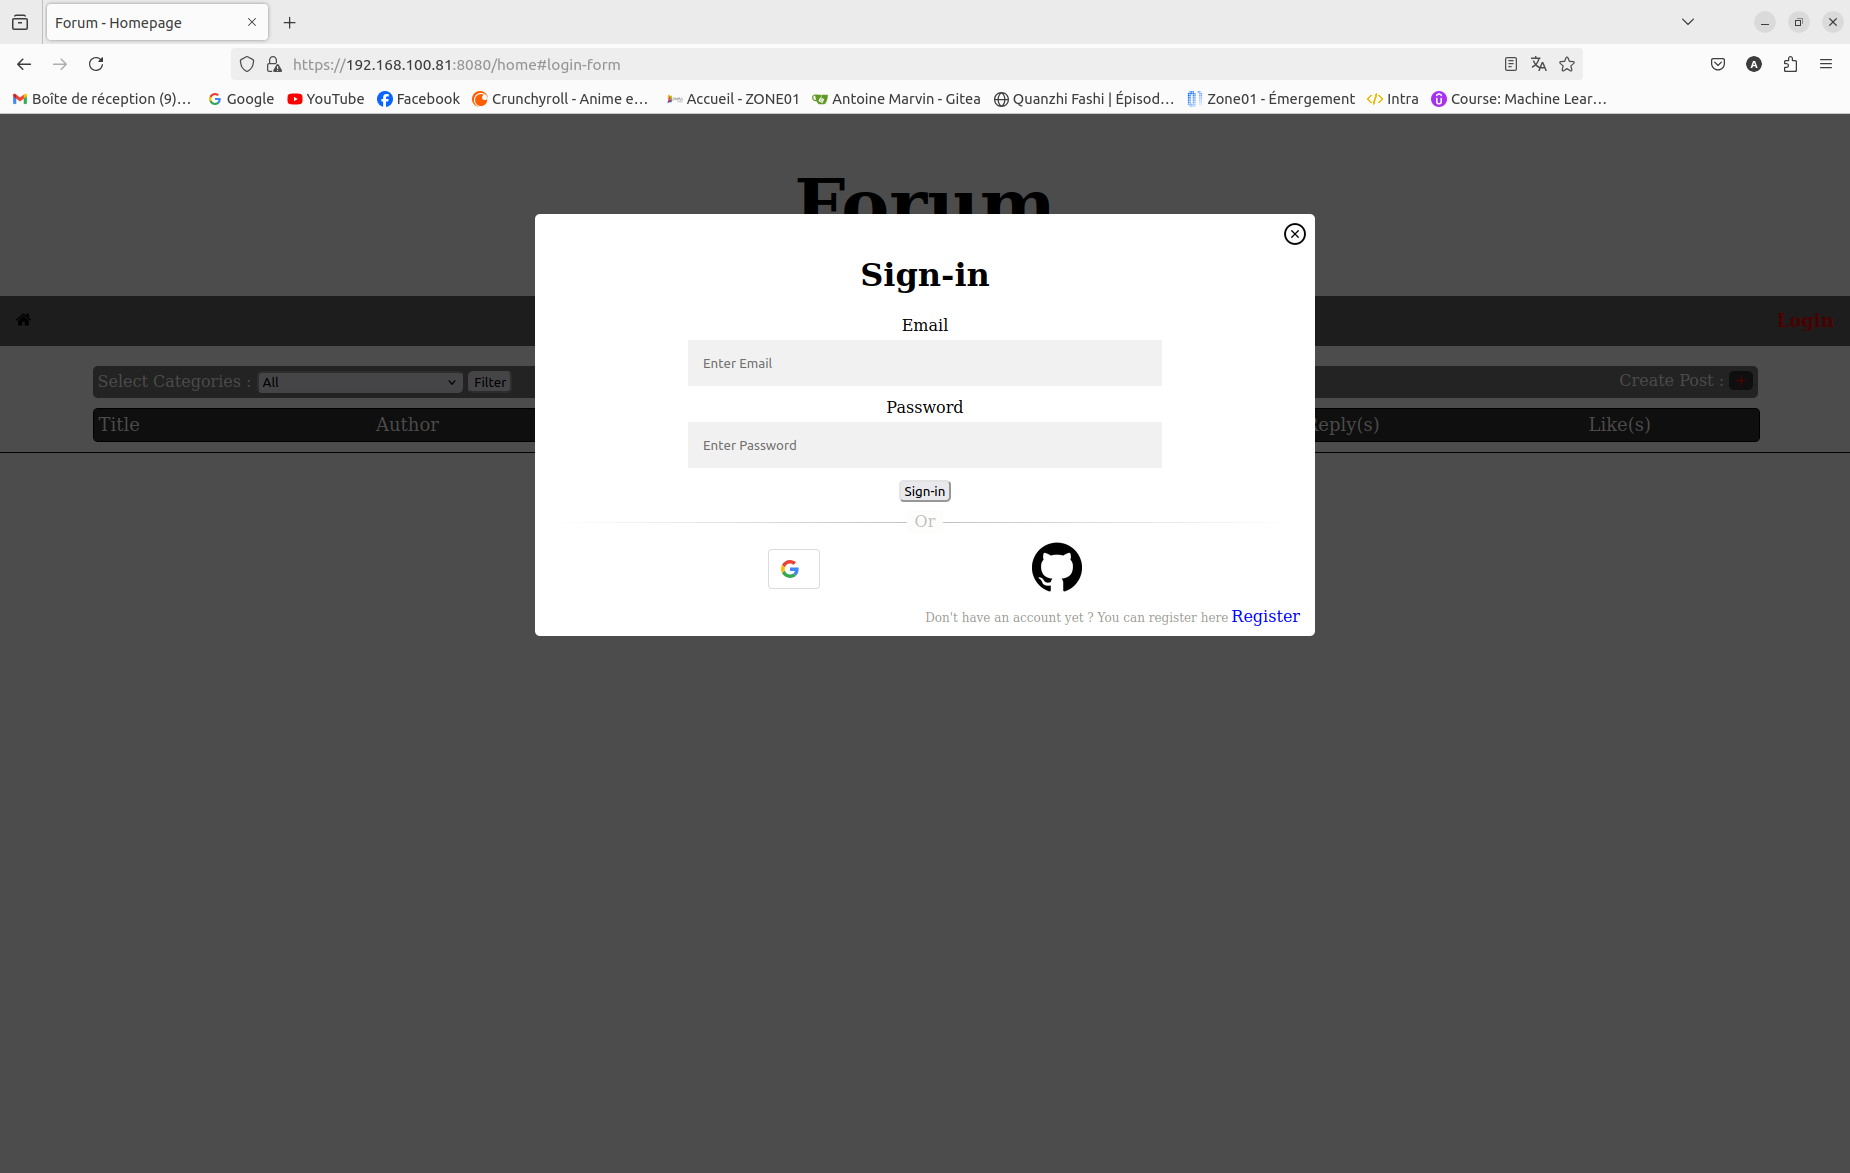 Forum - Homepage
https://192.168.100.81:8080/home#login-form
A
Boîte de réception (9)… Google YouTube Facebook Crunchyroll - Anime e… Accueil - ZONE01 Antoine Marvin - Gitea Quanzhi Fashi | Épisod… Zone01 - Émergement Intra Course: Machine Lear…
Forum
Login
Select Categories : All Filter
Create Post : +
Title Author Reply(s) Like(s)
Sign-in
Email
Enter Email
Password
Enter Password
Sign-in
Or
Don't have an account yet ? You can register here Register